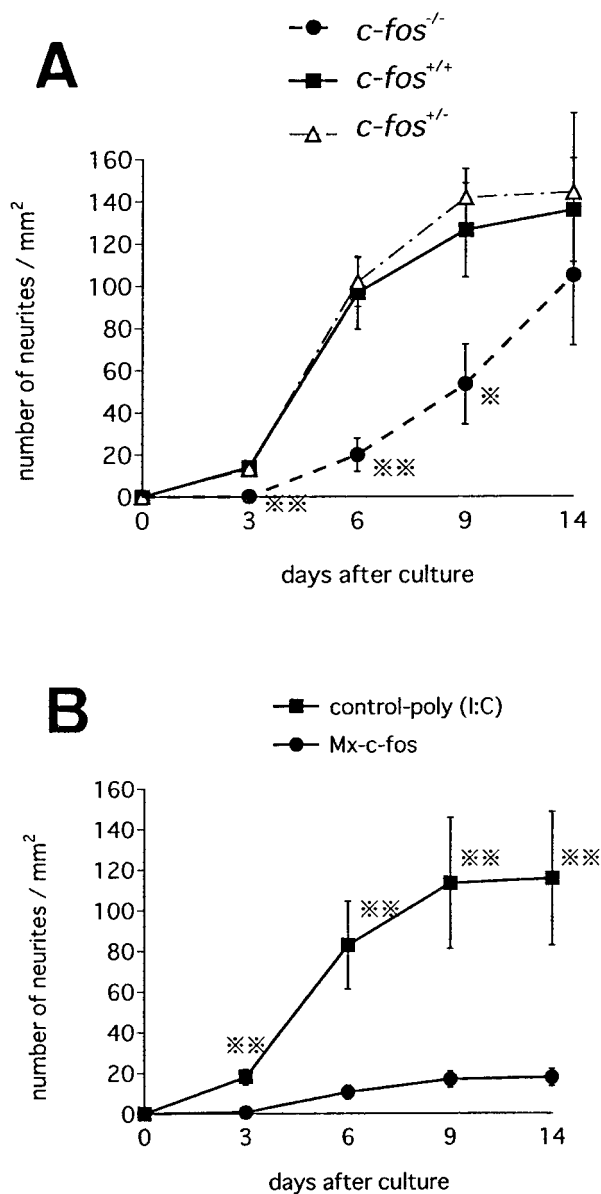 A
c-fos-/-
c-fos+/+
c-fos+/-
number of neurites / mm2
160
140
120
100
80
60
40
20
0
※※
※※
※
0 3 6 9 14
days after culture
B
control-poly (I:C)
Mx-c-fos
number of neurites / mm2
160
140
120
100
80
60
40
20
0
※※
※※
※※
※※
0 3 6 9 14
days after culture